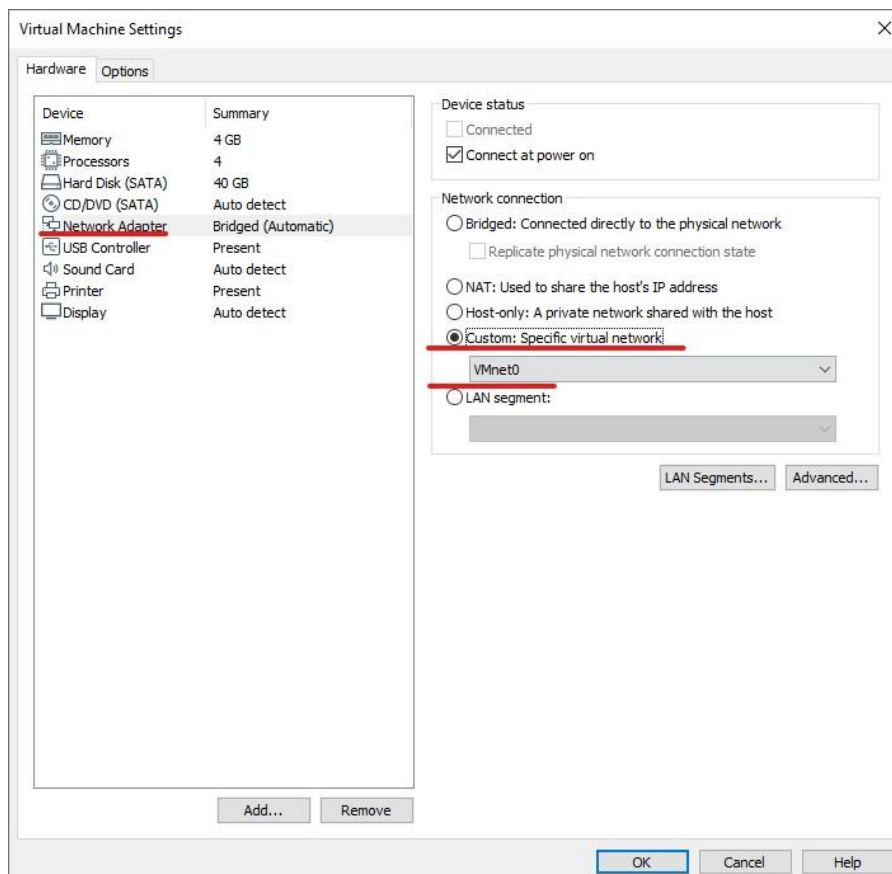 Virtual Machine Settings
Hardware Options
Device Summary
Memory 4 GB
Processors 4
Hard Disk (SATA) 40 GB
CD/DVD (SATA) Auto detect
Network Adapter Bridged (Automatic)
USB Controller Present
Sound Card Auto detect
Printer Present
Display Auto detect
Add... Remove
Device status
Connected
Connect at power on
Network connection
Bridged: Connected directly to the physical network
Replicate physical network connection state
NAT: Used to share the host's IP address
Host-only: A private network shared with the host
Custom: Specific virtual network
VMnet0
LAN segment:
LAN Segments... Advanced...
OK Cancel Help